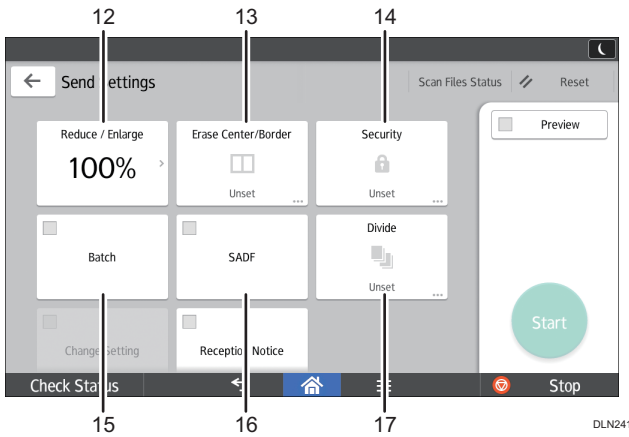 12 13 14
Send Settings Scan Files Status Reset
Reduce / Enlarge Erase Center/Border Security Preview
100%
Unset Unset
Divide
Batch SADF
Unset
Start
Change Setting Reception Notice
Check Status Stop
15 16 17
DLN241